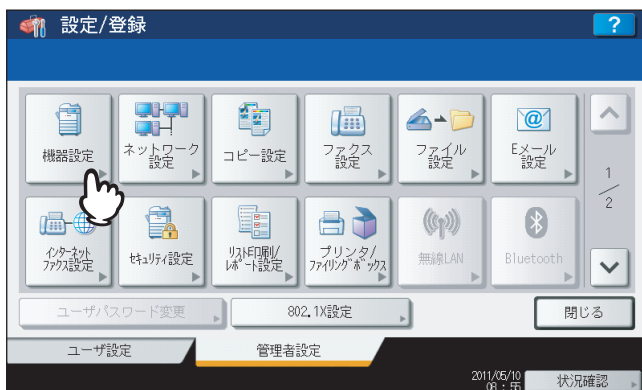 設定/登録
?
機器設定
ネットワーク
設定
コピー設定
ファクス
設定
ファイル
設定
Eメール
設定
1
/
2
インターネット
ファクス設定
セキュリティ設定
リスト印刷/
レポート設定
プリンタ/
ファイリングボックス
無線LAN
Bluetooth
ユーザパスワード変更
802.1X設定
閉じる
ユーザ設定
管理者設定
2011/05/10
08:55
状況確認